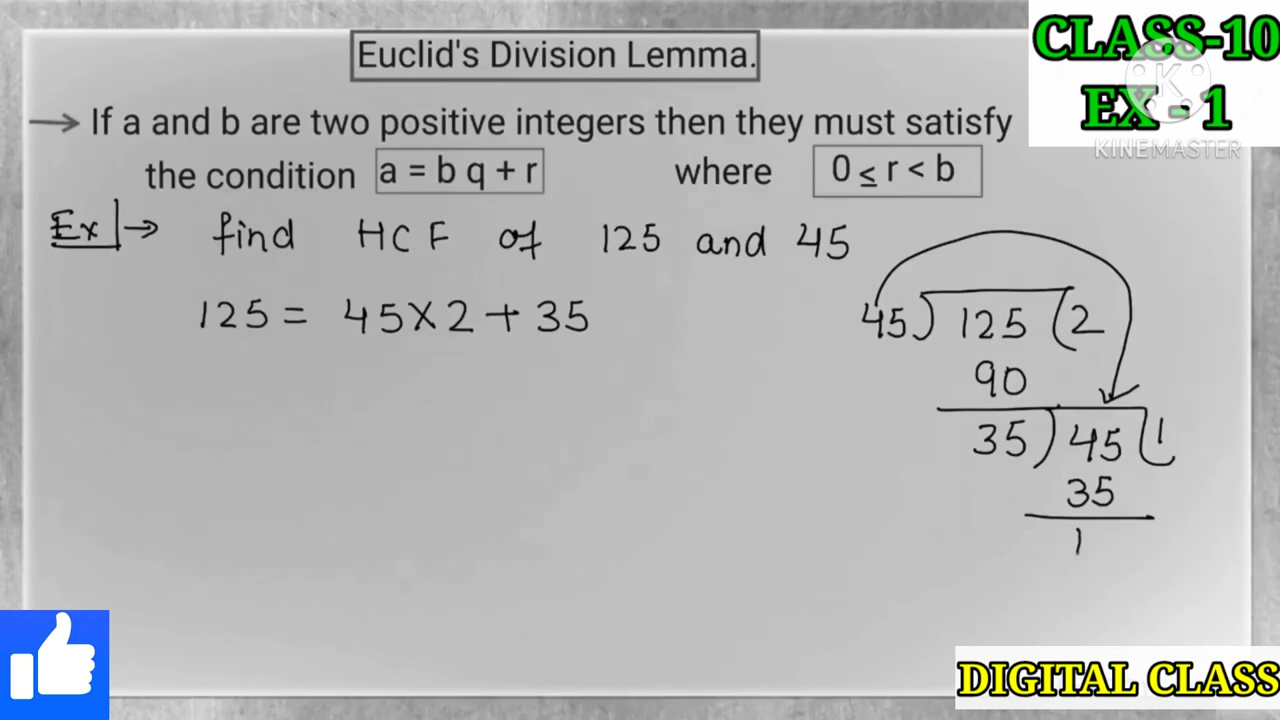 Euclid's Division Lemma.
CLASS-10
EX - 1
KINEMASTER
→ If a and b are two positive integers then they must satisfy
the condition a = b q + r where 0 ≤ r < b
Ex → find HCF of 125 and 45
125 = 45 × 2 + 35
45 ) 125 ( 2
90
35 ) 45 ( 1
35
1
DIGITAL CLASS